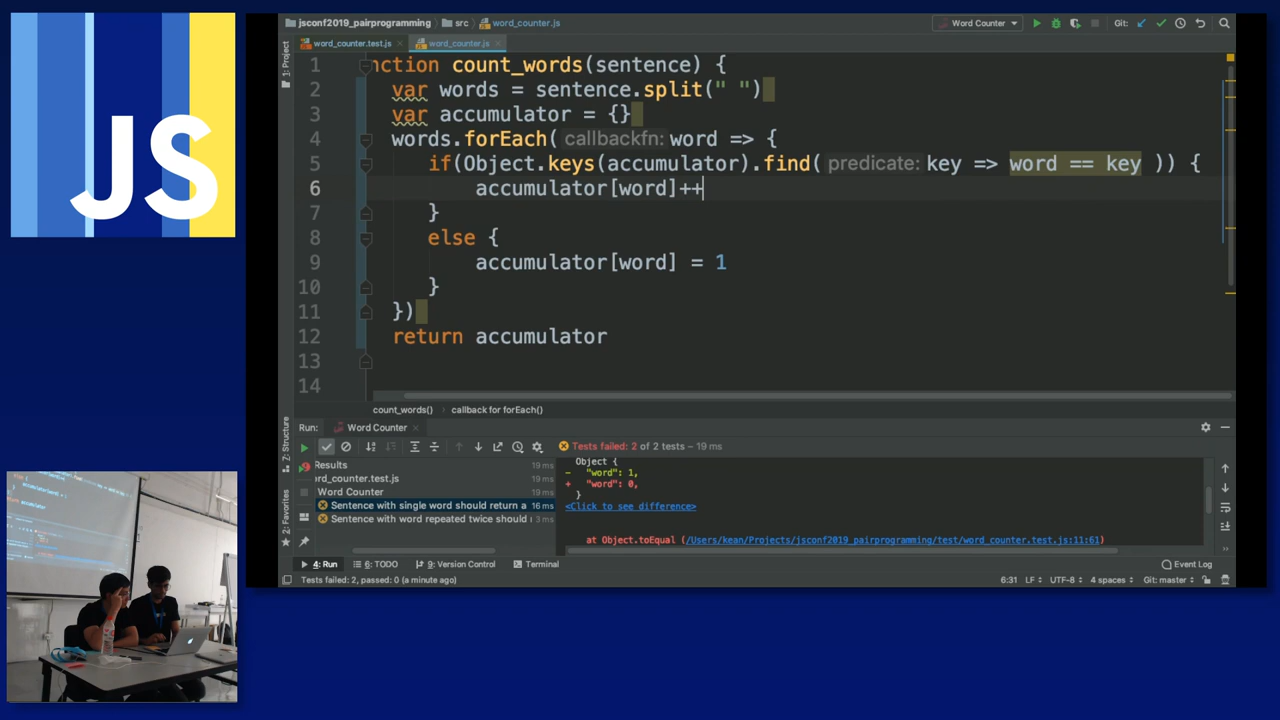 JS
jsconf2019_pairprogramming src word_counter.js Word Counter Git:
word_counter.test.js word_counter.js
1: Project
1 nction count_words(sentence) {
2 var words = sentence.split(" ")
3 var accumulator = {}
4 words.forEach( callbackfn: word => {
5 if(Object.keys(accumulator).find( predicate: key => word == key )) {
6 accumulator[word]++
7 }
8 else {
9 accumulator[word] = 1
10 }
11 })
12 return accumulator
13
14
count_words() callback for forEach()
Run: Word Counter
7: Structure
2: Favorites
Tests failed: 2 of 2 tests – 19 ms
Results 19 ms
rd_counter.test.js 19 ms
Word Counter 19 ms
Sentence with single word should return a 16 ms
Sentence with word repeated twice should 3 ms
Object {
- "word": 1,
+ "word": 0,
}
<Click to see difference>
at Object.toEqual (/Users/kean/Projects/jsconf2019_pairprogramming/test/word_counter.test.js:11:61)
4: Run 6: TODO 9: Version Control Terminal Event Log
Tests failed: 2, passed: 0 (a minute ago) 6:31 LF UTF-8 4 spaces Git: master